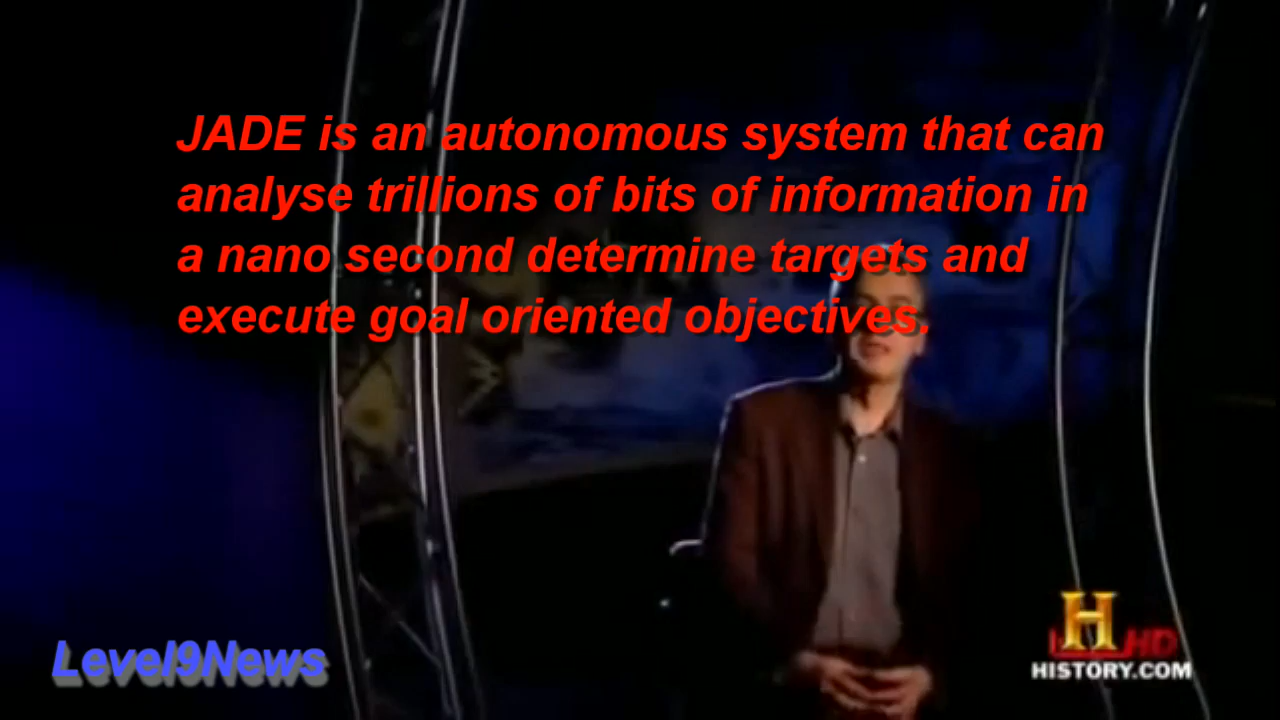 JADE is an autonomous system that can
analyse trillions of bits of information in
a nano second determine targets and
execute goal oriented objectives.
Level9News
H
HD
HISTORY.COM